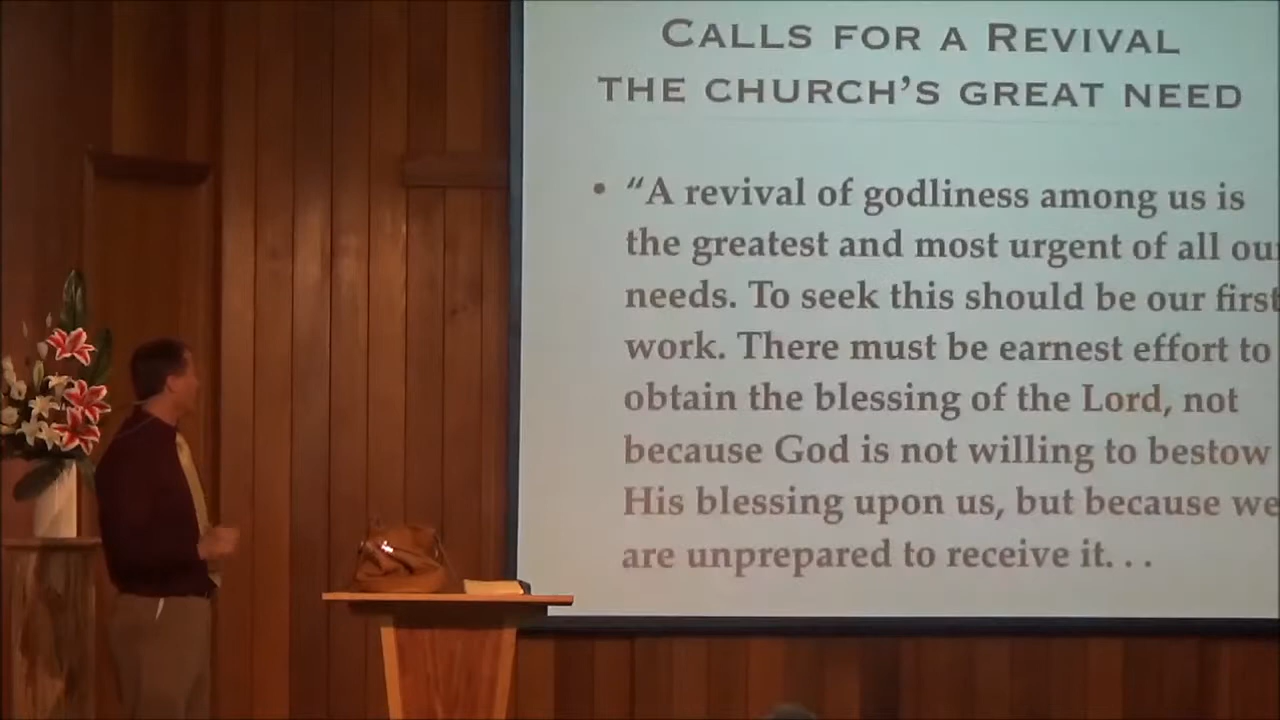 CALLS FOR A REVIVAL
THE CHURCH'S GREAT NEED
• "A revival of godliness among us is
the greatest and most urgent of all ou
needs. To seek this should be our first
work. There must be earnest effort to
obtain the blessing of the Lord, not
because God is not willing to bestow
His blessing upon us, but because we
are unprepared to receive it. . .